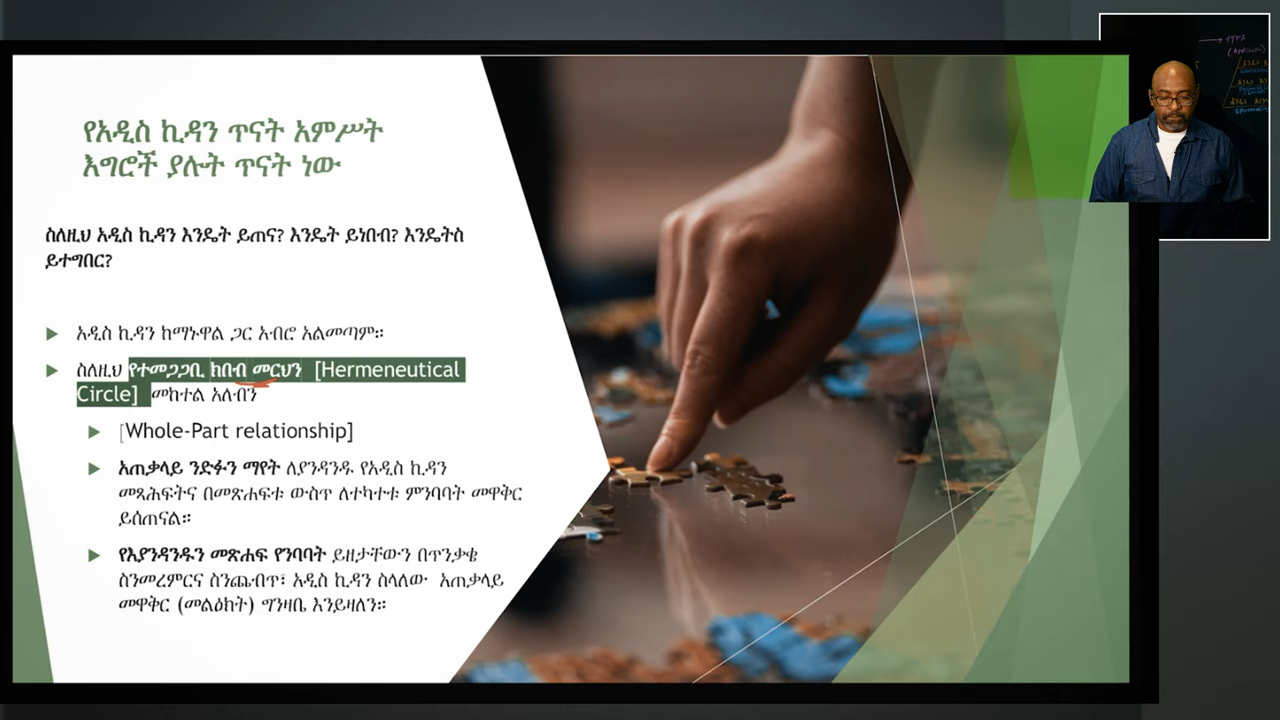 የአዲስ ኪዳን ጥናት አምሥት
እግሮች ያሉት ጥናት ነው
ስለዚህ አዲስ ኪዳን እንዴት ይጠና? እንዴት ይነበብ? እንዴትስ
ይተግበር?
አዲስ ኪዳን ከማኑዋል ጋር አብሮ አልመጣም።
ስለዚህ የተመጋጋቢ ክበብ መርህን [Hermeneutical
Circle] መከተል አለብን
[Whole-Part relationship]
አጠቃላይ ንድፉን ማየት ለያንዳንዱ የአዲስ ኪዳን
መጻሕፍትና በመጽሐፍቱ ውስጥ ለተካተቱ ምንባባት መዋቅር
ይሰጠናል።
የእያንዳንዱን መጽሐፍ የንባባት ይዘታቸውን በጥንቃቄ
ስንመረምርና ስንጨብጥ፣ አዲስ ኪዳን ስላለው አጠቃላይ
መዋቅር (መልዕክት) ግንዛቤ እንይዛለን።